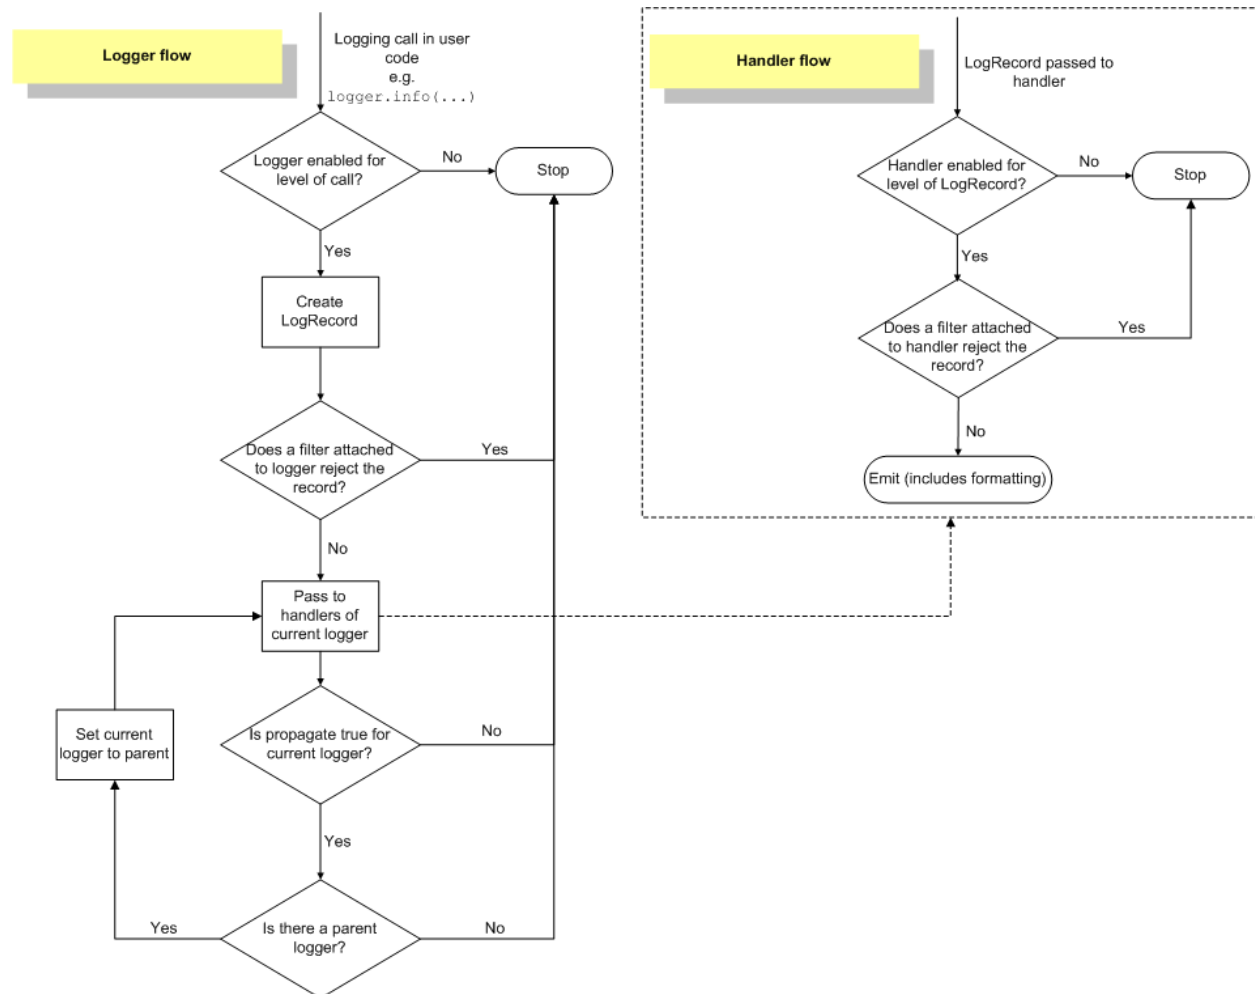 Logger flow
Logging call in user
code
e.g.
logger.info(...)
Logger enabled for
level of call?
No
Stop
Yes
Create
LogRecord
Does a filter attached
to logger reject the
record?
Yes
No
Pass to
handlers of
current logger
Is propagate true for
current logger?
No
Set current
logger to parent
Yes
Is there a parent
logger?
Yes
No
Handler flow
LogRecord passed to
handler
Handler enabled for
level of LogRecord?
No
Stop
Yes
Does a filter attached
to handler reject the
record?
Yes
No
Emit (includes formatting)